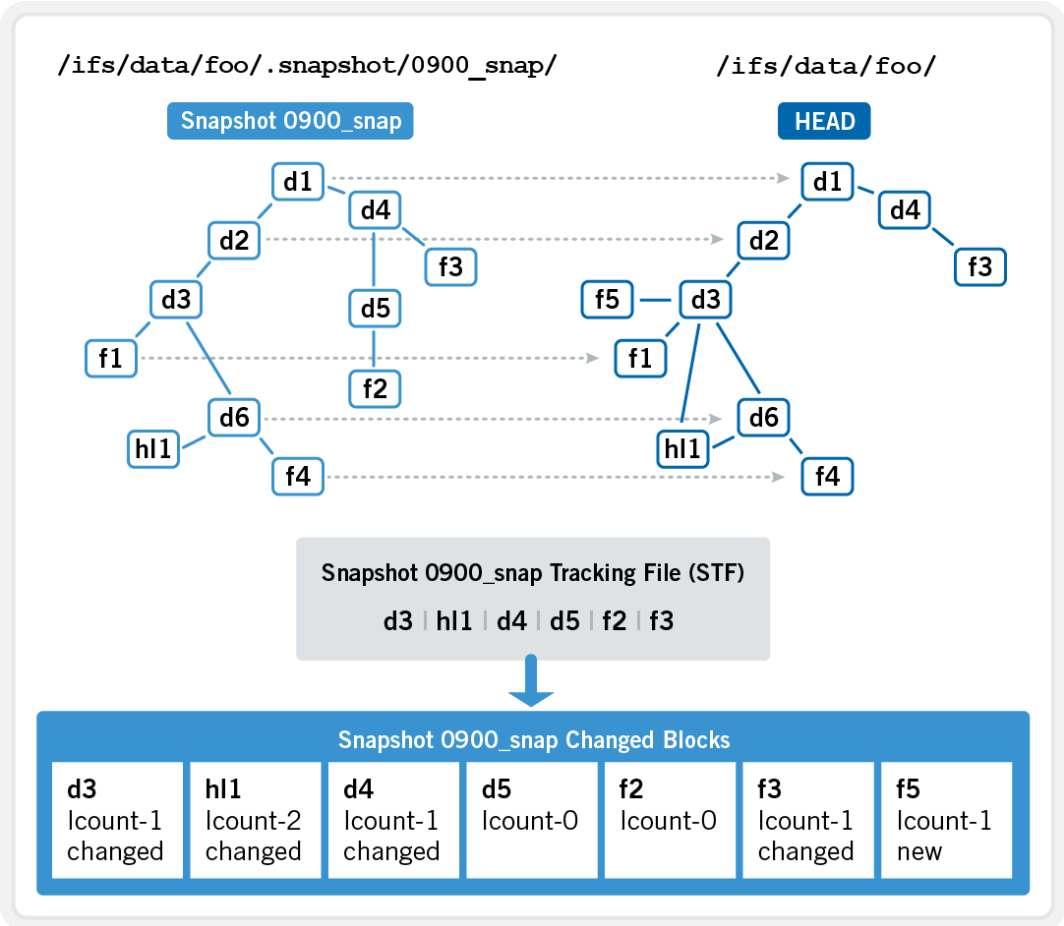 /ifs/data/foo/.snapshot/0900_snap/
/ifs/data/foo/
Snapshot 0900_snap
HEAD
d1
d4
d2
f3
d3
d5
f1
f2
d6
hl1
f4
d1
d4
d2
f3
f5
d3
f1
d6
hl1
f4
Snapshot 0900_snap Tracking File (STF)
d3 | hl1 | d4 | d5 | f2 | f3
Snapshot 0900_snap Changed Blocks
d3
lcount-1
changed
hl1
lcount-2
changed
d4
lcount-1
changed
d5
lcount-0
f2
lcount-0
f3
lcount-1
changed
f5
lcount-1
new